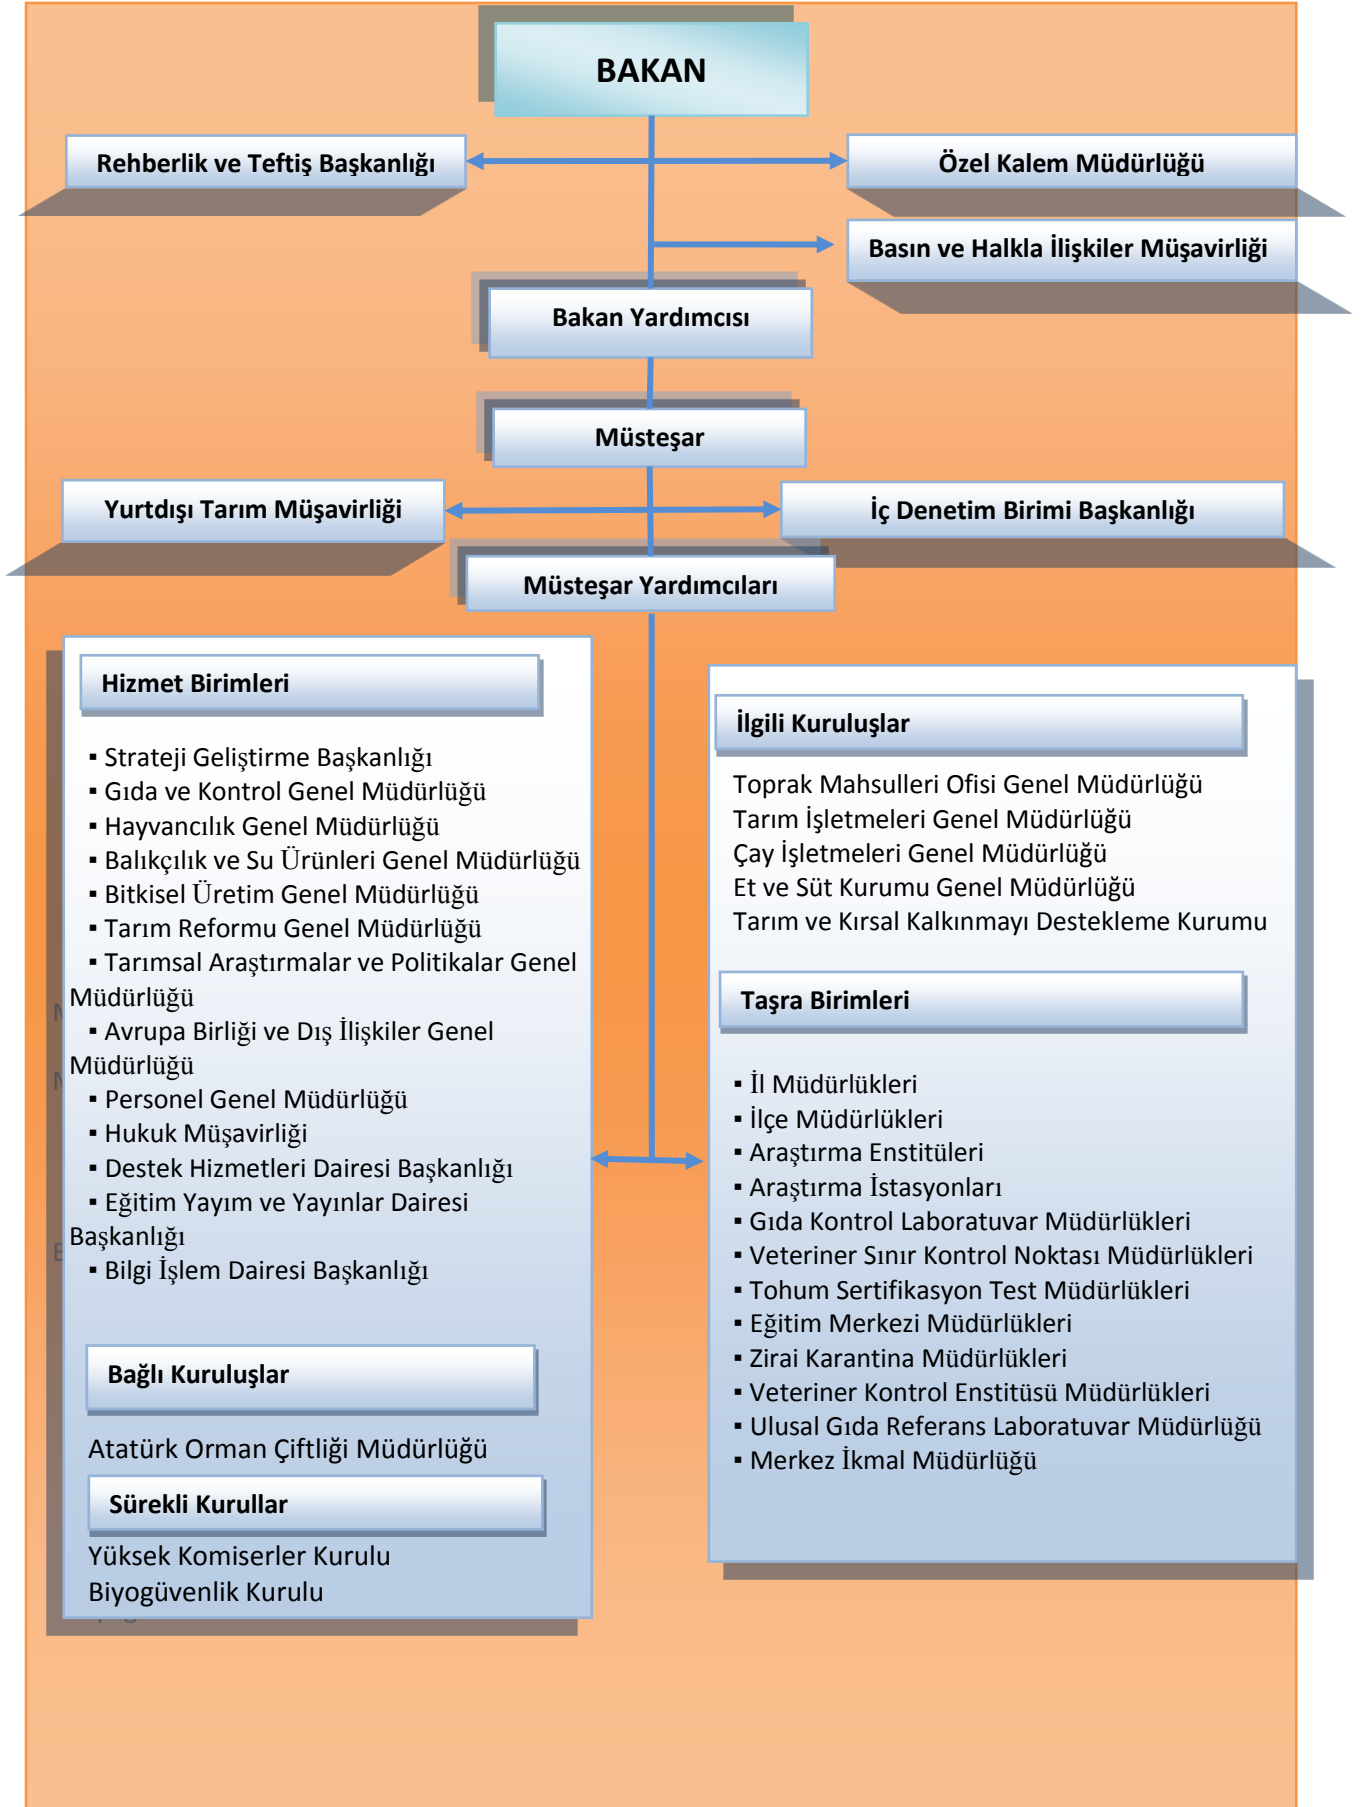 BAKAN
Rehberlik ve Teftiş Başkanlığı
Özel Kalem Müdürlüğü
Basın ve Halkla İlişkiler Müşavirliği
Bakan Yardımcısı
Müsteşar
Yurtdışı Tarım Müşavirliği
İç Denetim Birimi Başkanlığı
Müsteşar Yardımcıları
Hizmet Birimleri
▪ Strateji Geliştirme Başkanlığı
▪ Gıda ve Kontrol Genel Müdürlüğü
▪ Hayvancılık Genel Müdürlüğü
▪ Balıkçılık ve Su Ürünleri Genel Müdürlüğü
▪ Bitkisel Üretim Genel Müdürlüğü
▪ Tarım Reformu Genel Müdürlüğü
▪ Tarımsal Araştırmalar ve Politikalar Genel
Müdürlüğü
▪ Avrupa Birliği ve Dış İlişkiler Genel
Müdürlüğü
▪ Personel Genel Müdürlüğü
▪ Hukuk Müşavirliği
▪ Destek Hizmetleri Dairesi Başkanlığı
▪ Eğitim Yayım ve Yayınlar Dairesi
Başkanlığı
▪ Bilgi İşlem Dairesi Başkanlığı
Bağlı Kuruluşlar
Atatürk Orman Çiftliği Müdürlüğü
Sürekli Kurullar
Yüksek Komiserler Kurulu
Biyogüvenlik Kurulu
İlgili Kuruluşlar
Toprak Mahsulleri Ofisi Genel Müdürlüğü
Tarım İşletmeleri Genel Müdürlüğü
Çay İşletmeleri Genel Müdürlüğü
Et ve Süt Kurumu Genel Müdürlüğü
Tarım ve Kırsal Kalkınmayı Destekleme Kurumu
Taşra Birimleri
▪ İl Müdürlükleri
▪ İlçe Müdürlükleri
▪ Araştırma Enstitüleri
▪ Araştırma İstasyonları
▪ Gıda Kontrol Laboratuvar Müdürlükleri
▪ Veteriner Sınır Kontrol Noktası Müdürlükleri
▪ Tohum Sertifikasyon Test Müdürlükleri
▪ Eğitim Merkezi Müdürlükleri
▪ Zirai Karantina Müdürlükleri
▪ Veteriner Kontrol Enstitüsü Müdürlükleri
▪ Ulusal Gıda Referans Laboratuvar Müdürlüğü
▪ Merkez İkmal Müdürlüğü